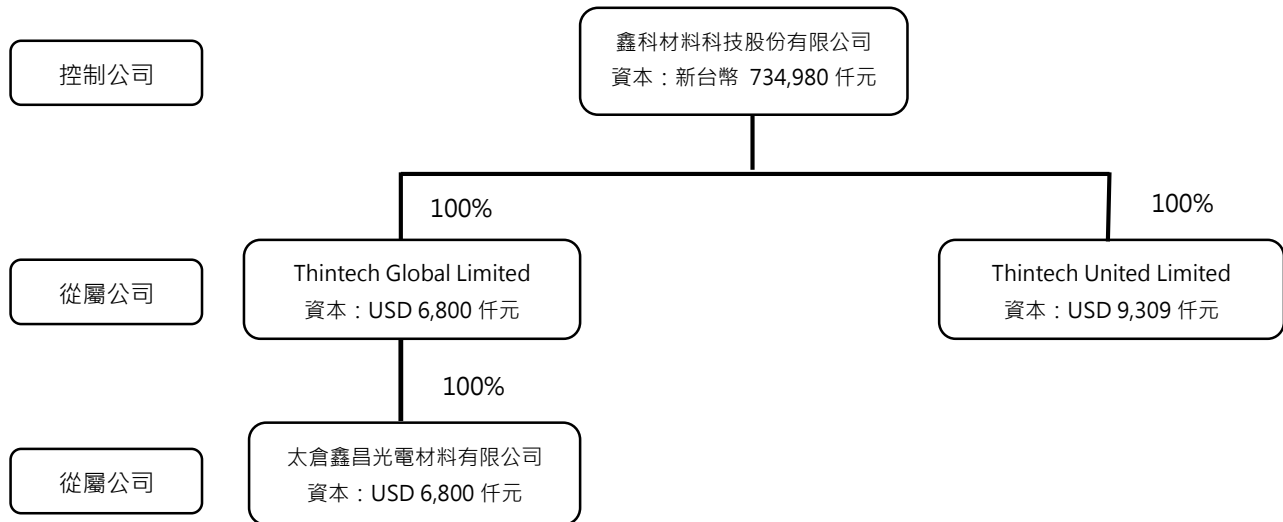 控制公司
鑫科材料科技股份有限公司
資本：新台幣 734,980 仟元
100%
100%
從屬公司
Thintech Global Limited
資本：USD 6,800 仟元
Thintech United Limited
資本：USD 9,309 仟元
100%
從屬公司
太倉鑫昌光電材料有限公司
資本：USD 6,800 仟元